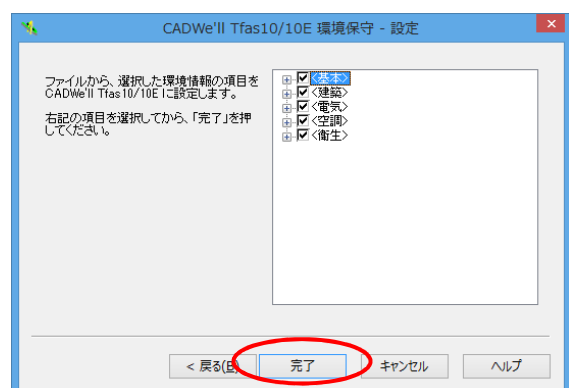 CADWe'll Tfas10/10E 環境保守 - 設定
ファイルから、選択した環境情報の項目を
CADWe'll Tfas10/10E に設定します。
右記の項目を選択してから、「完了」を押
してください。
<基本>
<建築>
<電気>
<空調>
<衛生>
< 戻る(B)
完了
キャンセル
ヘルプ